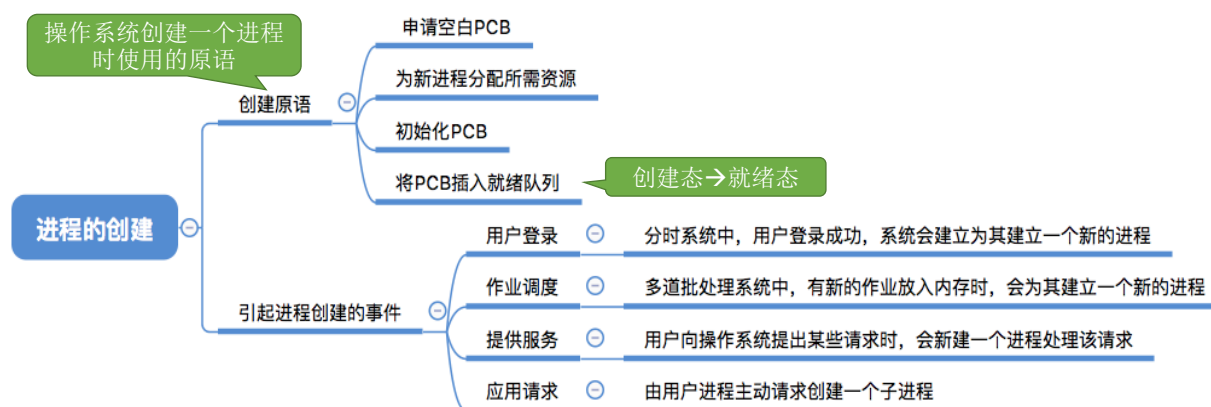 操作系统创建一个进程
时使用的原语
申请空白PCB
为新进程分配所需资源
创建原语
初始化PCB
将PCB插入就绪队列
创建态→就绪态
进程的创建
用户登录
分时系统中，用户登录成功，系统会建立为其建立一个新的进程
作业调度
多道批处理系统中，有新的作业放入内存时，会为其建立一个新的进程
引起进程创建的事件
提供服务
用户向操作系统提出某些请求时，会新建一个进程处理该请求
应用请求
由用户进程主动请求创建一个子进程